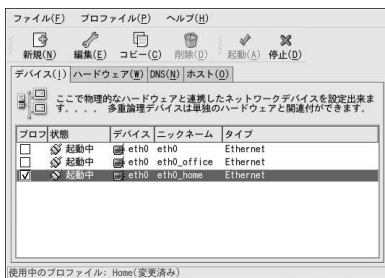 ファイル(F) プロファイル(P) ヘルプ(H)
新規(N) 編集(E) コピー(C) 削除(D) 起動(A) 停止(D)
デバイス(I) ハードウェア(W) DNS(N) ホスト(O)
ここで物理的なハードウェアと連携したネットワークデバイスを設定出来ま
す.... 多重論理デバイスは単独のハードウェアと関連付ができます.
プロフ 状態 デバイス ニックネーム タイプ
起動中 eth0 eth0 Ethernet
起動中 eth0 eth0_office Ethernet
起動中 eth0 eth0_home Ethernet
使用中のプロファイル: Home(変更済み)